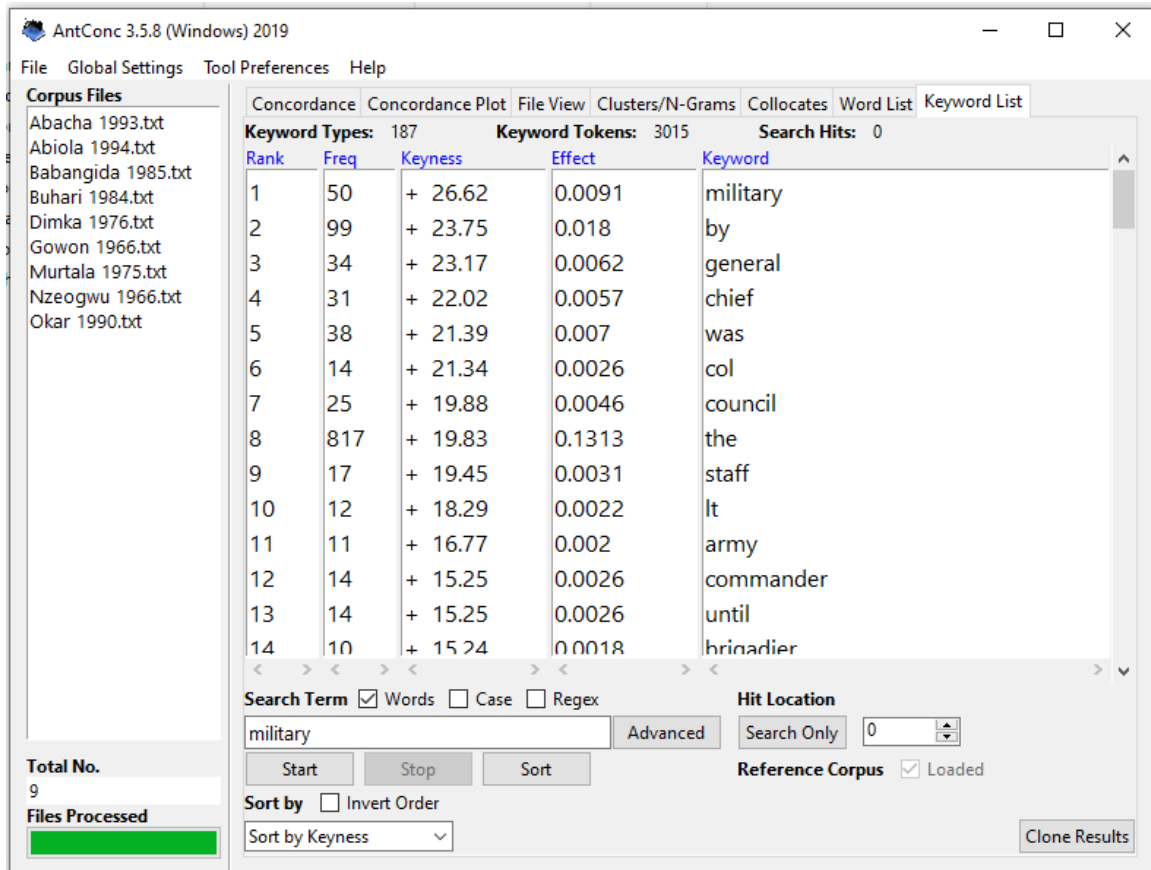 AntConc 3.5.8 (Windows) 2019
File Global Settings Tool Preferences Help
Corpus Files
Abacha 1993.txt
Abiola 1994.txt
Babangida 1985.txt
Buhari 1984.txt
Dimka 1976.txt
Gowon 1966.txt
Murtala 1975.txt
Nzeogwu 1966.txt
Okar 1990.txt
Total No.
9
Files Processed
Concordance Concordance Plot File View Clusters/N-Grams Collocates Word List Keyword List
Keyword Types: 187 Keyword Tokens: 3015 Search Hits: 0
Rank Freq Keyness Effect Keyword
1 50 + 26.62 0.0091 military
2 99 + 23.75 0.018 by
3 34 + 23.17 0.0062 general
4 31 + 22.02 0.0057 chief
5 38 + 21.39 0.007 was
6 14 + 21.34 0.0026 col
7 25 + 19.88 0.0046 council
8 817 + 19.83 0.1313 the
9 17 + 19.45 0.0031 staff
10 12 + 18.29 0.0022 lt
11 11 + 16.77 0.002 army
12 14 + 15.25 0.0026 commander
13 14 + 15.25 0.0026 until
14 10 + 15.24 0.0018 brigadier
Search Term Words Case Regex Hit Location
military Advanced Search Only 0
Start Stop Sort Reference Corpus Loaded
Sort by Invert Order
Sort by Keyness Clone Results